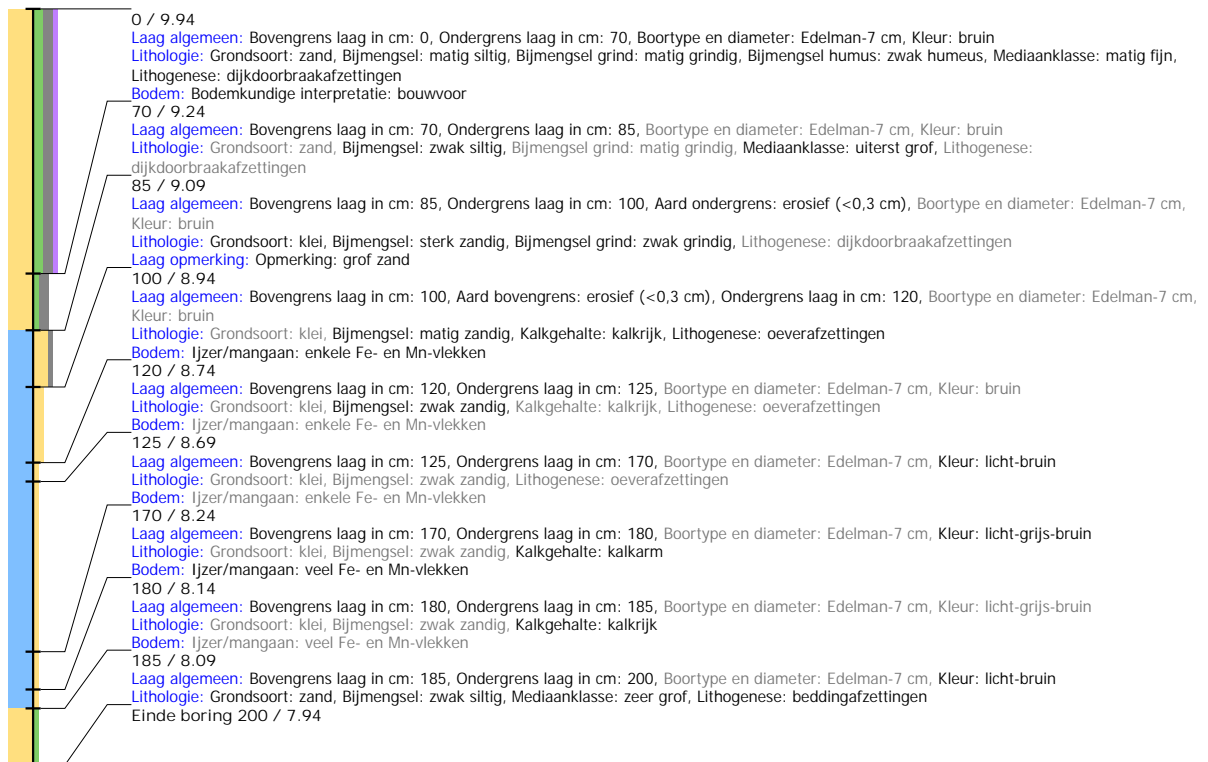 0 / 9.94
Laag algemeen: Bovengrens laag in cm: 0, Ondergrens laag in cm: 70, Boortype en diameter: Edelman-7 cm, Kleur: bruin
Lithologie: Grondsoort: zand, Bijmengsel: matig siltig, Bijmengsel grind: matig grindig, Bijmengsel humus: zwak humeus, Mediaanklasse: matig fijn,
Lithogenese: dijkdoorbraakafzettingen
Bodem: Bodemkundige interpretatie: bouwvoor
70 / 9.24
Laag algemeen: Bovengrens laag in cm: 70, Ondergrens laag in cm: 85, Boortype en diameter: Edelman-7 cm, Kleur: bruin
Lithologie: Grondsoort: zand, Bijmengsel: zwak siltig, Bijmengsel grind: matig grindig, Mediaanklasse: uiterst grof, Lithogenese:
dijkdoorbraakafzettingen
85 / 9.09
Laag algemeen: Bovengrens laag in cm: 85, Ondergrens laag in cm: 100, Aard ondergrens: erosief (<0,3 cm), Boortype en diameter: Edelman-7 cm,
Kleur: bruin
Lithologie: Grondsoort: klei, Bijmengsel: sterk zandig, Bijmengsel grind: zwak grindig, Lithogenese: dijkdoorbraakafzettingen
Laag opmerking: Opmerking: grof zand
100 / 8.94
Laag algemeen: Bovengrens laag in cm: 100, Aard bovengrens: erosief (<0,3 cm), Ondergrens laag in cm: 120, Boortype en diameter: Edelman-7 cm,
Kleur: bruin
Lithologie: Grondsoort: klei, Bijmengsel: matig zandig, Kalkgehalte: kalkrijk, Lithogenese: oeverafzettingen
Bodem: Ijzer/mangaan: enkele Fe- en Mn-vlekken
120 / 8.74
Laag algemeen: Bovengrens laag in cm: 120, Ondergrens laag in cm: 125, Boortype en diameter: Edelman-7 cm, Kleur: bruin
Lithologie: Grondsoort: klei, Bijmengsel: zwak zandig, Kalkgehalte: kalkrijk, Lithogenese: oeverafzettingen
Bodem: Ijzer/mangaan: enkele Fe- en Mn-vlekken
125 / 8.69
Laag algemeen: Bovengrens laag in cm: 125, Ondergrens laag in cm: 170, Boortype en diameter: Edelman-7 cm, Kleur: licht-bruin
Lithologie: Grondsoort: klei, Bijmengsel: zwak zandig, Lithogenese: oeverafzettingen
Bodem: Ijzer/mangaan: enkele Fe- en Mn-vlekken
170 / 8.24
Laag algemeen: Bovengrens laag in cm: 170, Ondergrens laag in cm: 180, Boortype en diameter: Edelman-7 cm, Kleur: licht-grijs-bruin
Lithologie: Grondsoort: klei, Bijmengsel: zwak zandig, Kalkgehalte: kalkarm
Bodem: Ijzer/mangaan: veel Fe- en Mn-vlekken
180 / 8.14
Laag algemeen: Bovengrens laag in cm: 180, Ondergrens laag in cm: 185, Boortype en diameter: Edelman-7 cm, Kleur: licht-grijs-bruin
Lithologie: Grondsoort: klei, Bijmengsel: zwak zandig, Kalkgehalte: kalkrijk
Bodem: Ijzer/mangaan: veel Fe- en Mn-vlekken
185 / 8.09
Laag algemeen: Bovengrens laag in cm: 185, Ondergrens laag in cm: 200, Boortype en diameter: Edelman-7 cm, Kleur: licht-bruin
Lithologie: Grondsoort: zand, Bijmengsel: zwak siltig, Mediaanklasse: zeer grof, Lithogenese: beddingafzettingen
Einde boring 200 / 7.94